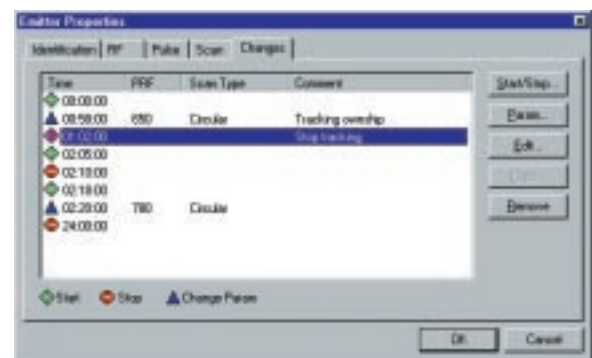 Emitter Properties
Identification RF Pulse Scan Changes
Time PRF Scan Type Comment
00:00:00
00:58:00 650 Circular Tracking ownship
01:02:00 Stop tracking
02:05:00
02:10:00
02:18:00
02:20:00 780 Circular
24:00:00
Start/Stop...
Param...
Edit...
Remove
Start Stop Change Param
OK Cancel